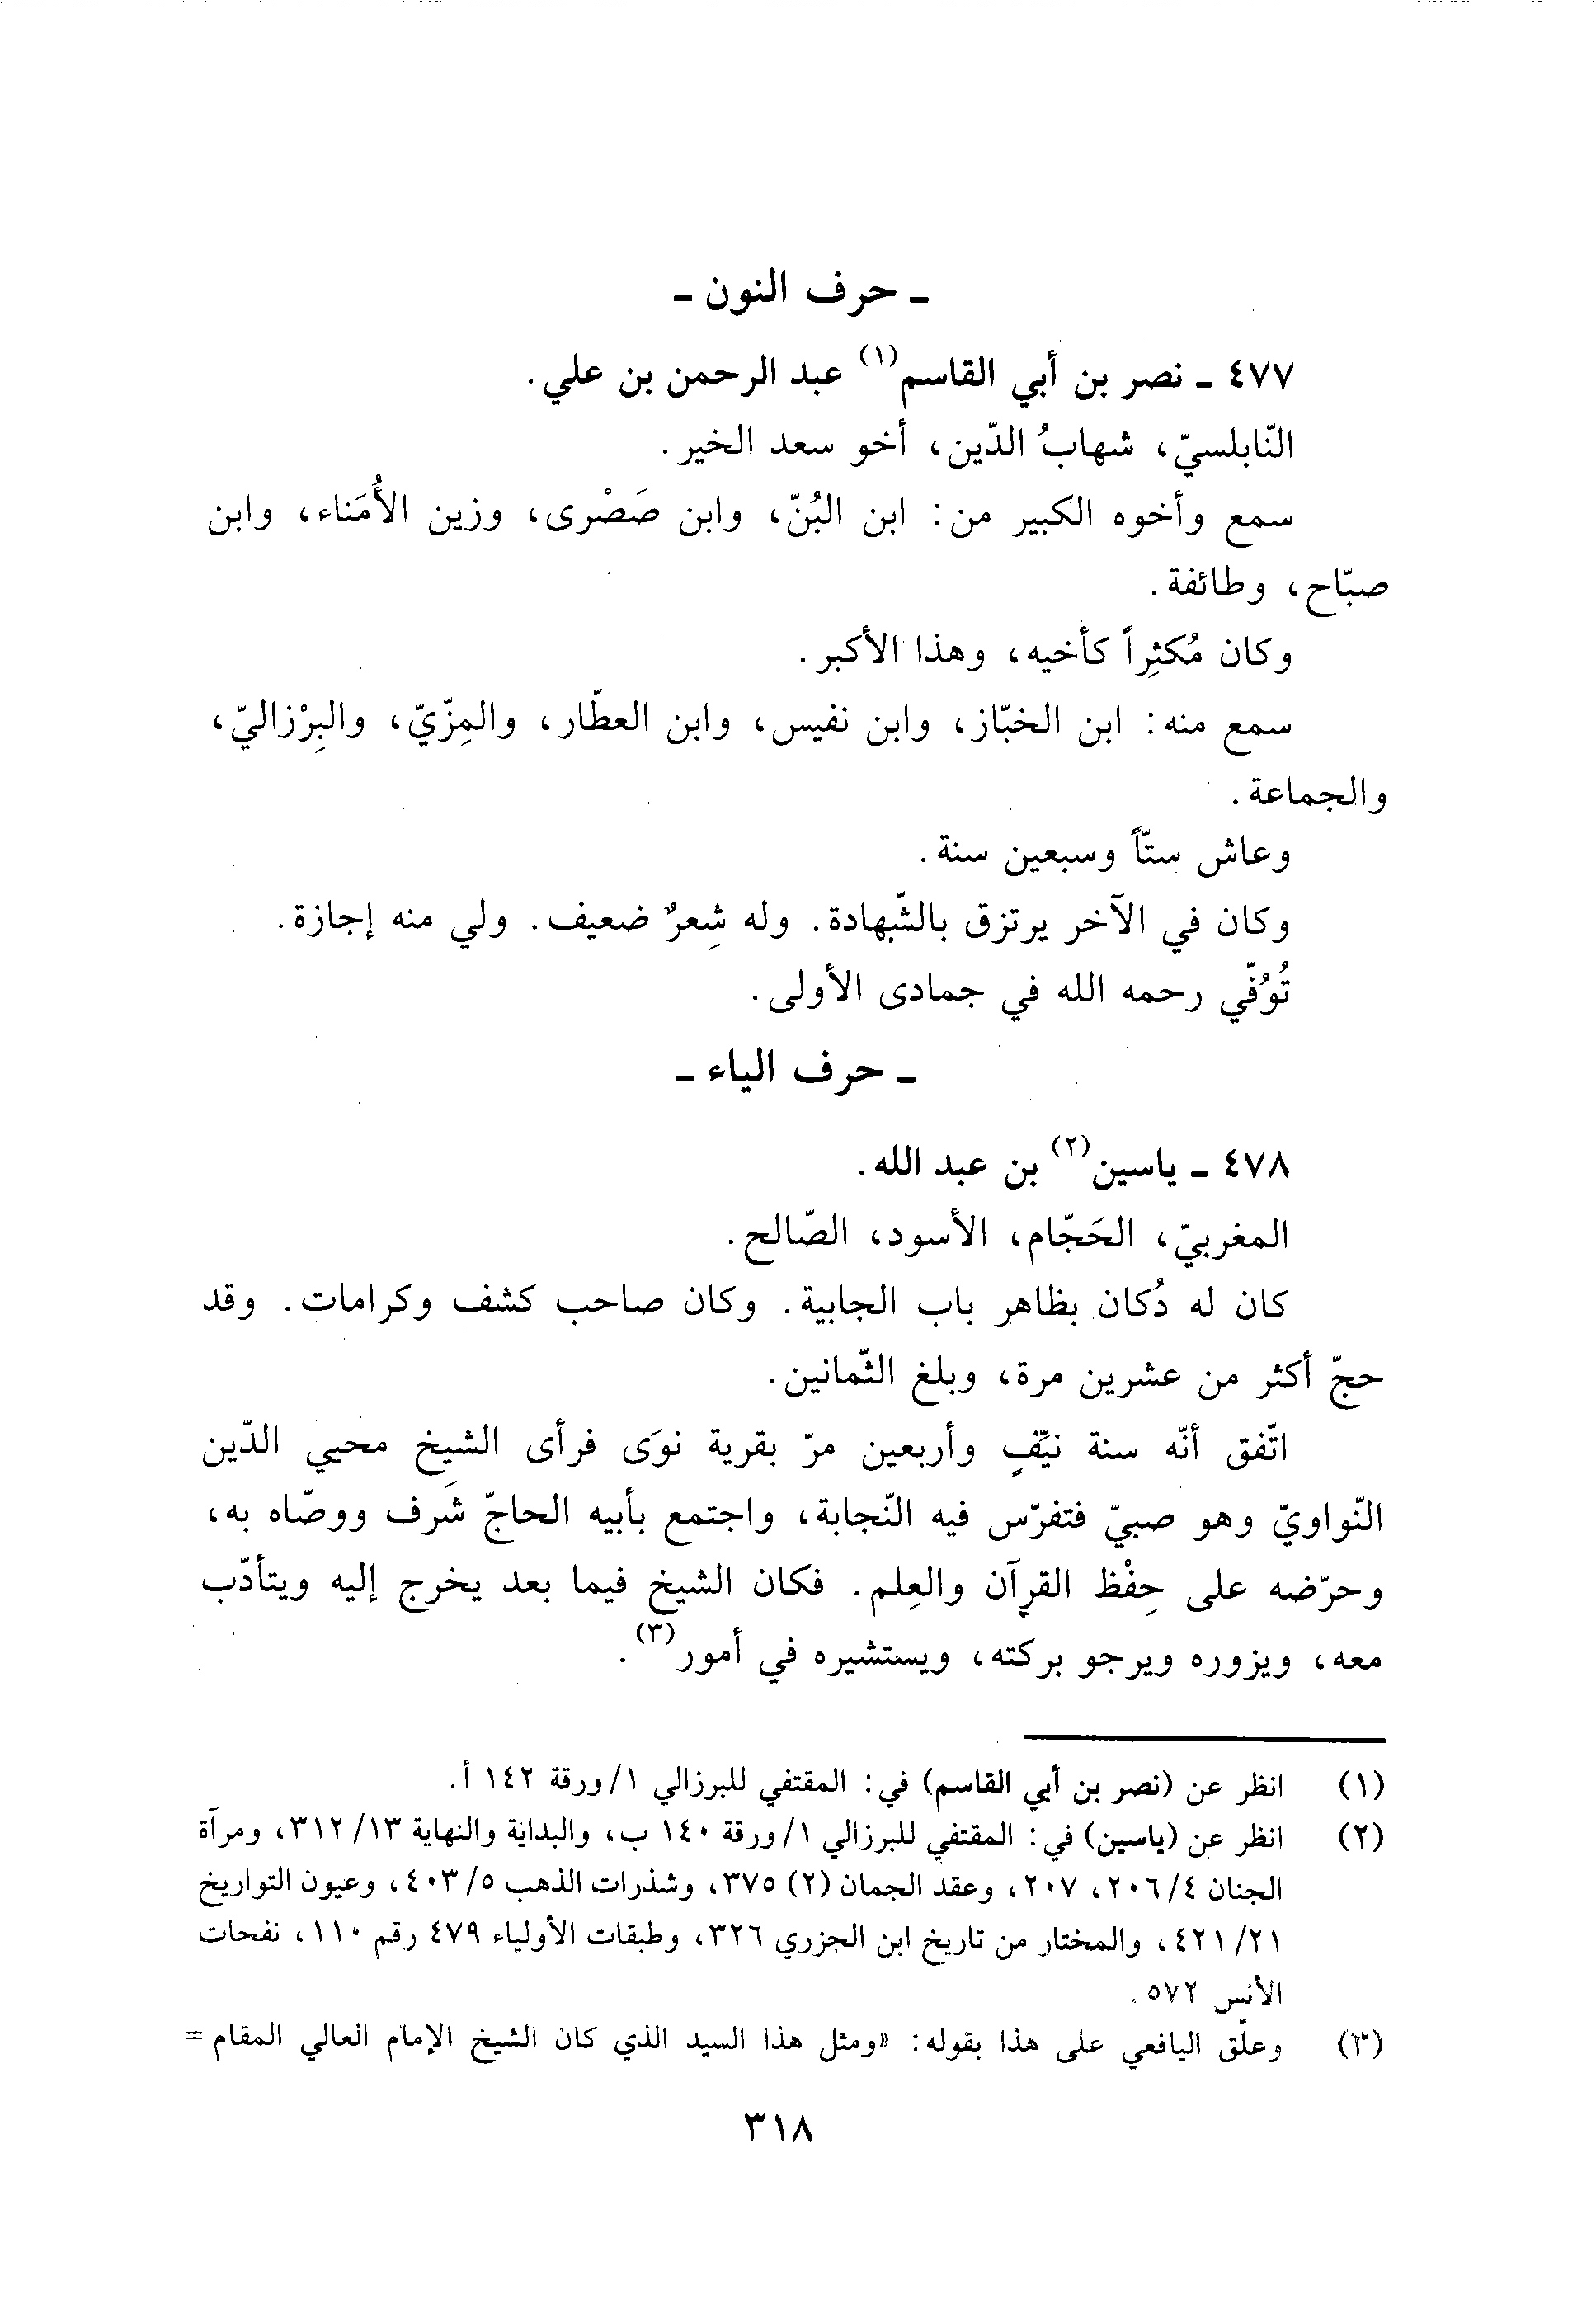 ـ حرف النون ـ
٤٧٧ ـ نصر بن أبي القاسم(١) عبد الرحمن بن علي.
النّابلسيّ، شهابُ الدّين، أخو سعد الخير.
سمع وأخوه الكبير من: ابن البُنّ، وابن صَصْرى، وزين الأُمَناء، وابن
صبّاح، وطائفة.
وكان مُكثِراً كأخيه، وهذا الأكبر.
سمع منه: ابن الخبّاز، وابن نفيس، وابن العطّار، والمِزّيّ، والبِرْزاليّ،
والجماعة.
وعاش ستّاً وسبعين سنة.
وكان في الآخر يرتزق بالشّهادة. وله شِعرٌ ضعيف. ولي منه إجازة.
تُوُفّي رحمه الله في جمادى الأولى.
ـ حرف الياء ـ
٤٧٨ ـ ياسين(٢) بن عبد الله.
المغربيّ، الحَجّام، الأسود، الصّالح.
كان له دُكان بظاهر باب الجابية. وكان صاحب كشف وكرامات. وقد
حجّ أكثر من عشرين مرة، وبلغ الثّمانين.
اتّفق أنّه سنة نيّفٍ وأربعين مرّ بقرية نوَى فرأى الشيخ محيي الدّين
النّواويّ وهو صبيّ فتفرّس فيه النّجابة، واجتمع بأبيه الحاجّ شَرِف ووصّاه به،
وحرّضه على حِفْظ القرآن والعِلم. فكان الشيخ فيما بعد يخرج إليه ويتأدّب
معه، ويزوره ويرجو بركته، ويستشيره في أمور(٣).
(١) انظر عن (نصر بن أبي القاسم) في: المقتفي للبرزالي ١/ورقة ١٤٢ أ.
(٢) انظر عن (ياسين) في: المقتفي للبرزالي ١/ورقة ١٤٠ ب، والبداية والنهاية ٣١٢/١٣، ومرآة
الجنان ٢٠٦/٤، ٢٠٧، وعقد الجمان (٢) ٣٧٥، وشذرات الذهب ٤٠٣/٥، وعيون التواريخ
٤٢١/٢١، والمختار من تاريخ ابن الجزري ٣٢٦، وطبقات الأولياء ٤٧٩ رقم ١١٠، نفحات
الأنس ٥٧٢.
(٣) وعلّق اليافعي على هذا بقوله: «ومثل هذا السيد الذي كان الشيخ الإمام العالي المقام =
٣١٨